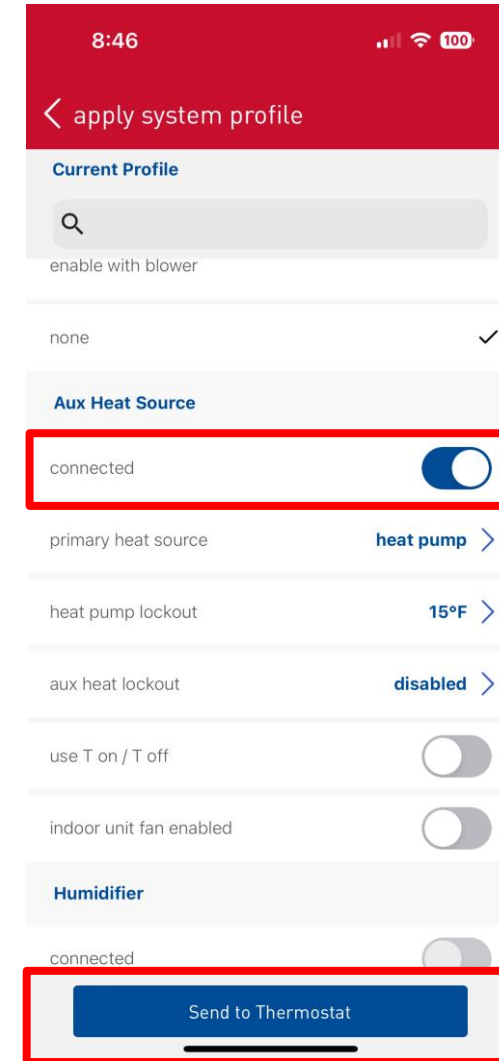 8:46
100
apply system profile
Current Profile
enable with blower
none
Aux Heat Source
connected
primary heat source heat pump
heat pump lockout 15°F
aux heat lockout disabled
use T on / T off
indoor unit fan enabled
Humidifier
connected
Send to Thermostat